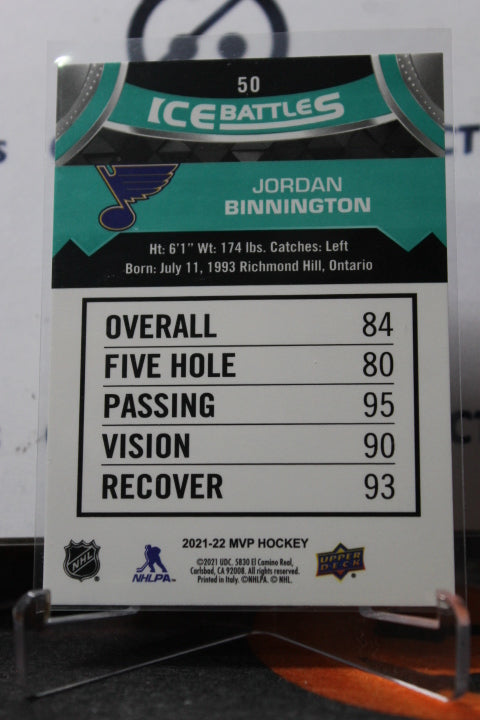 50
ICE BATTLES
JORDAN
BINNINGTON
Ht: 6'1" Wt: 174 lbs. Catches: Left
Born: July 11, 1993 Richmond Hill, Ontario
OVERALL 84
FIVE HOLE 80
PASSING 95
VISION 90
RECOVER 93
2021-22 MVP HOCKEY
©2021 UDC. 5830 El Camino Real,
Carlsbad, CA 92008. All rights reserved.
Printed in Italy. ©NHLPA. © NHL.
NHL
NHLPA
UPPER
DECK